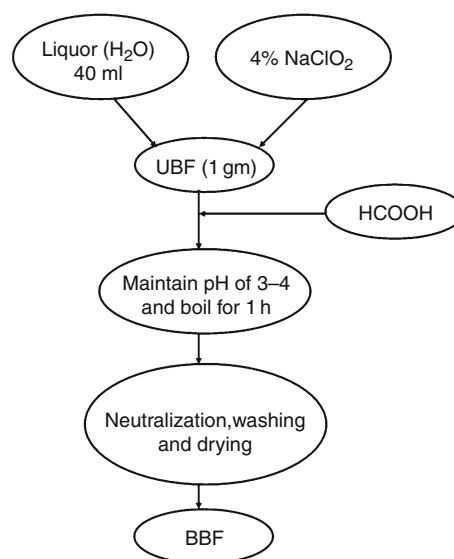 Liquor (H₂O)
40 ml
4% NaClO₂
UBF (1 gm)
HCOOH
Maintain pH of 3–4
and boil for 1 h
Neutralization,washing
and drying
BBF